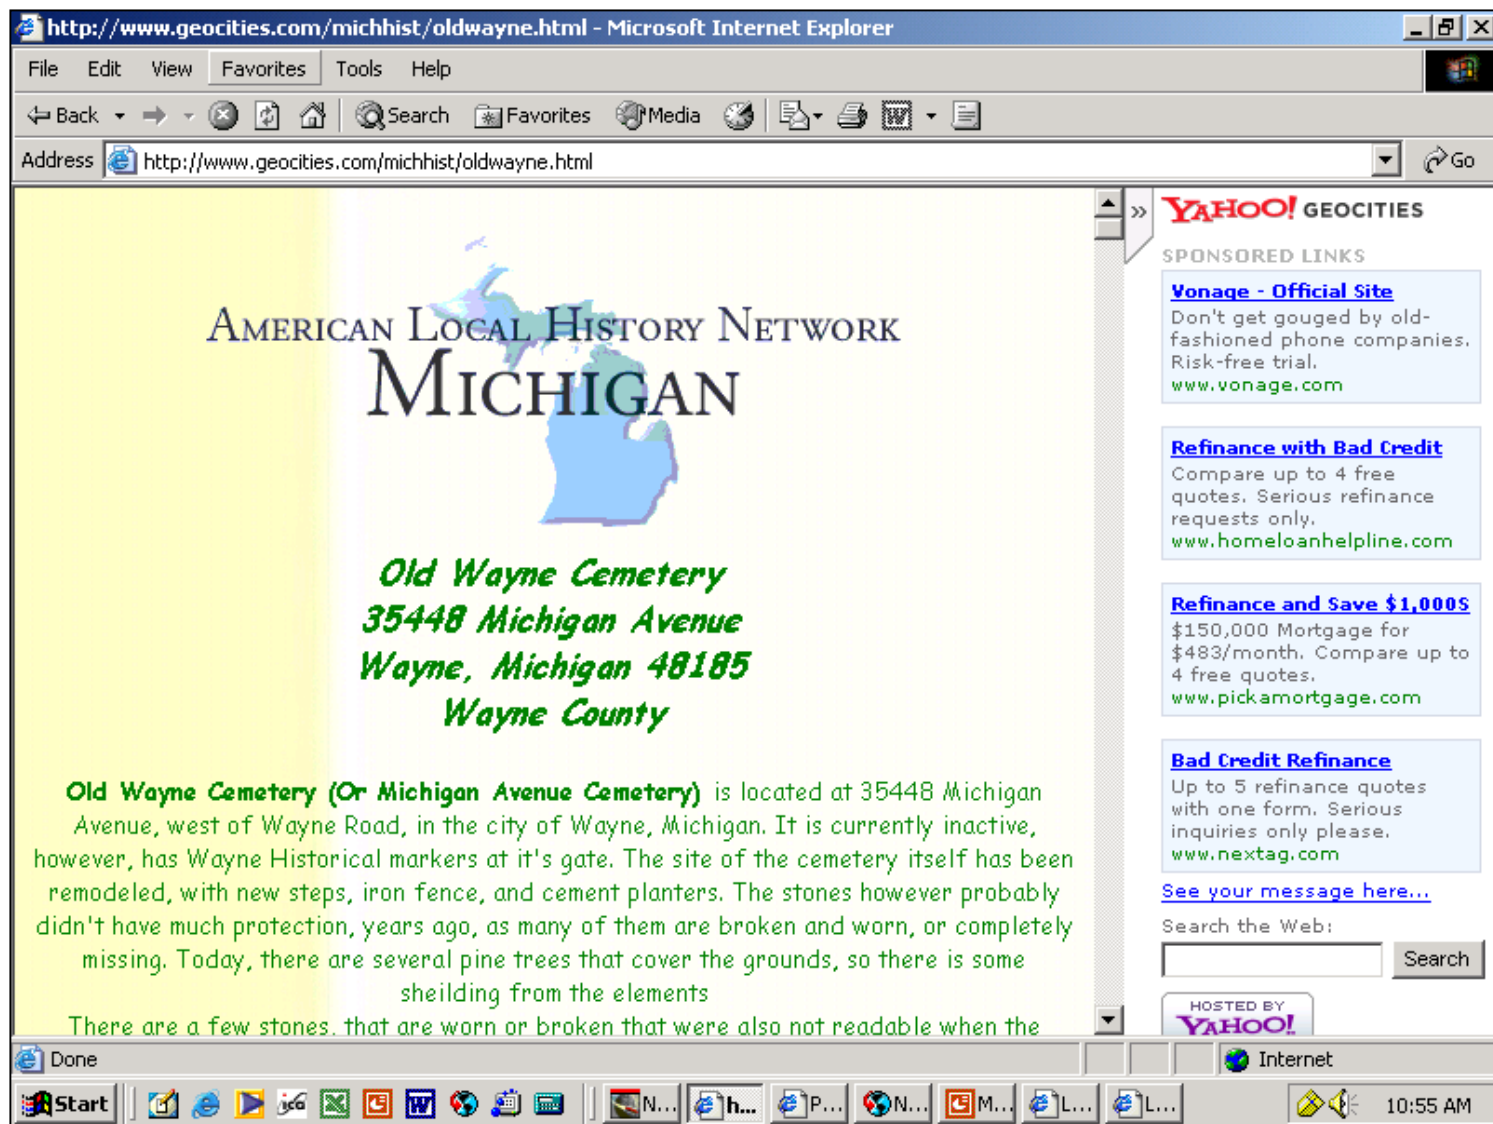 http://www.geocities.com/michhist/oldwayne.html - Microsoft Internet Explorer
File Edit View Favorites Tools Help
Back Search Favorites Media
Address http://www.geocities.com/michhist/oldwayne.html Go
AMERICAN LOCAL HISTORY NETWORK
MICHIGAN
Old Wayne Cemetery
35448 Michigan Avenue
Wayne, Michigan 48185
Wayne County
Old Wayne Cemetery (Or Michigan Avenue Cemetery) is located at 35448 Michigan
Avenue, west of Wayne Road, in the city of Wayne, Michigan. It is currently inactive,
however, has Wayne Historical markers at it's gate. The site of the cemetery itself has been
remodeled, with new steps, iron fence, and cement planters. The stones however probably
didn't have much protection, years ago, as many of them are broken and worn, or completely
missing. Today, there are several pine trees that cover the grounds, so there is some
sheilding from the elements
There are a few stones, that are worn or broken that were also not readable when the
YAHOO! GEOCITIES
SPONSORED LINKS
Vonage - Official Site
Don't get gouged by old-
fashioned phone companies.
Risk-free trial.
www.vonage.com
Refinance with Bad Credit
Compare up to 4 free
quotes. Serious refinance
requests only.
www.homeloanhelpline.com
Refinance and Save $1,000S
$150,000 Mortgage for
$483/month. Compare up to
4 free quotes.
www.pickamortgage.com
Bad Credit Refinance
Up to 5 refinance quotes
with one form. Serious
inquiries only please.
www.nextag.com
See your message here...
Search the Web:
Search
HOSTED BY
YAHOO!
Done Internet
Start N... h... P... N... M... L... L... 10:55 AM